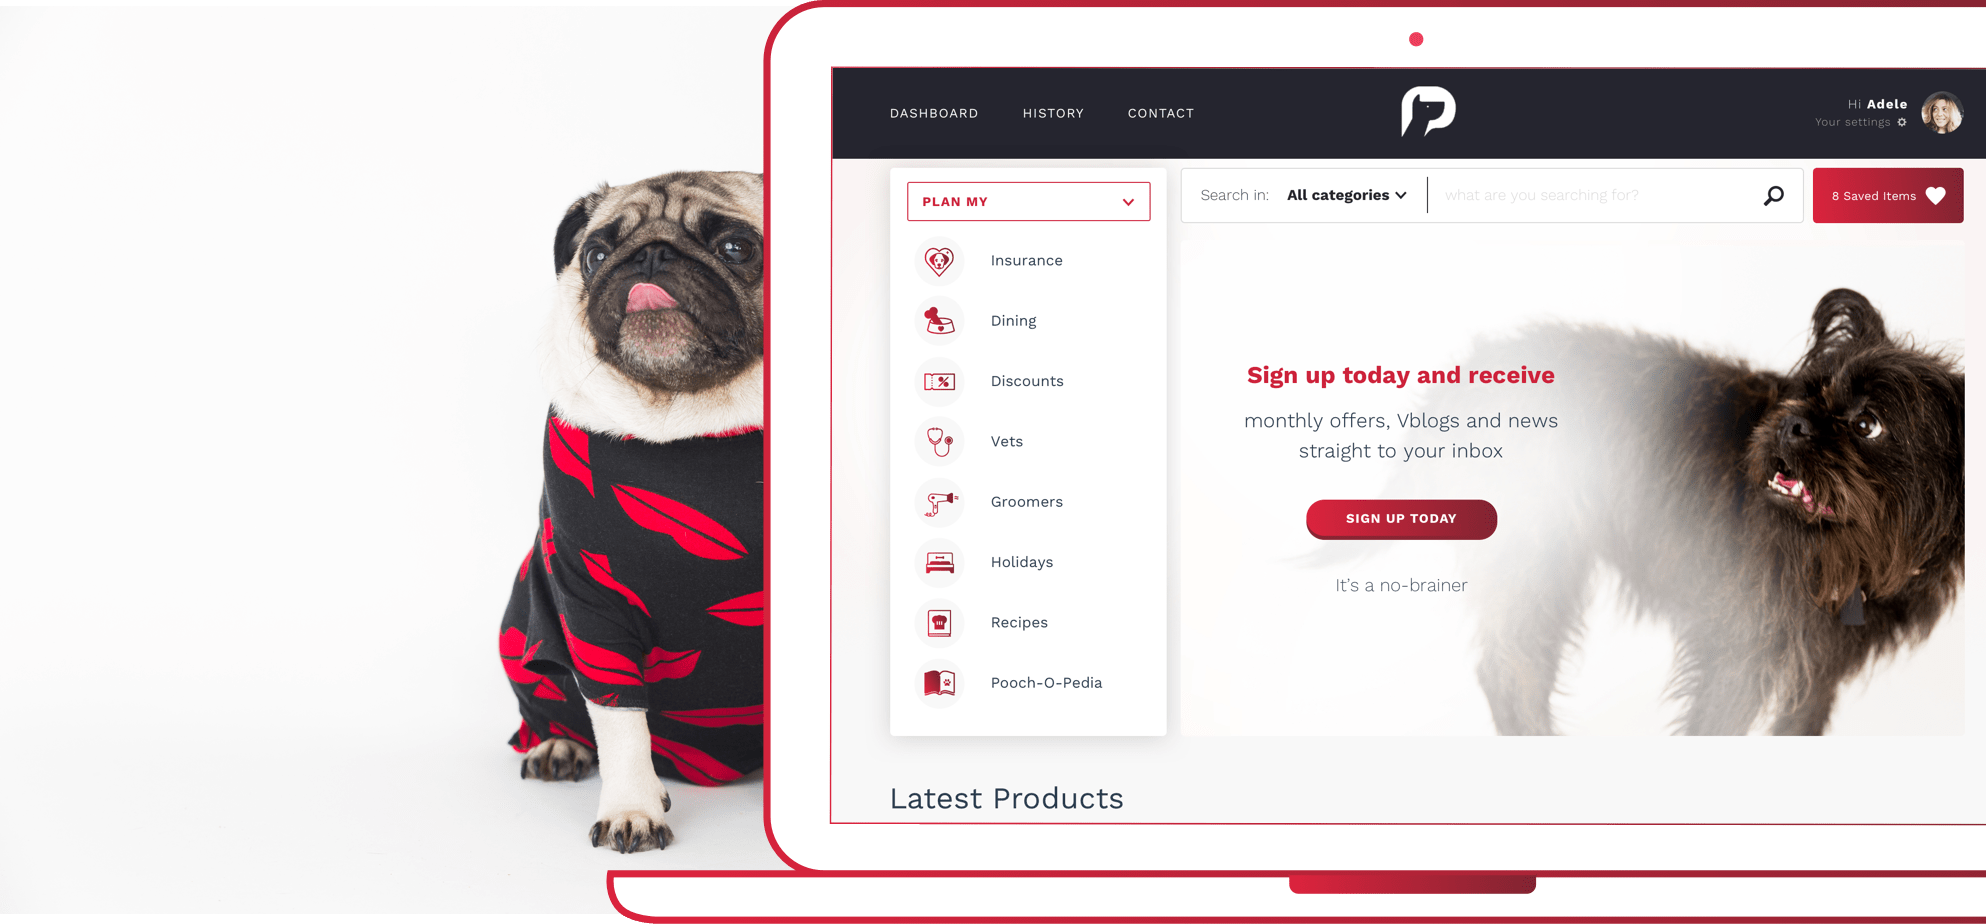 DASHBOARD HISTORY CONTACT
Hi Adele
Your settings
PLAN MY
Search in: All categories what are you searching for?
8 Saved Items
Insurance
Dining
Discounts
Vets
Groomers
Holidays
Recipes
Pooch-O-Pedia
Sign up today and receive
monthly offers, Vblogs and news
straight to your inbox
SIGN UP TODAY
It's a no-brainer
Latest Products